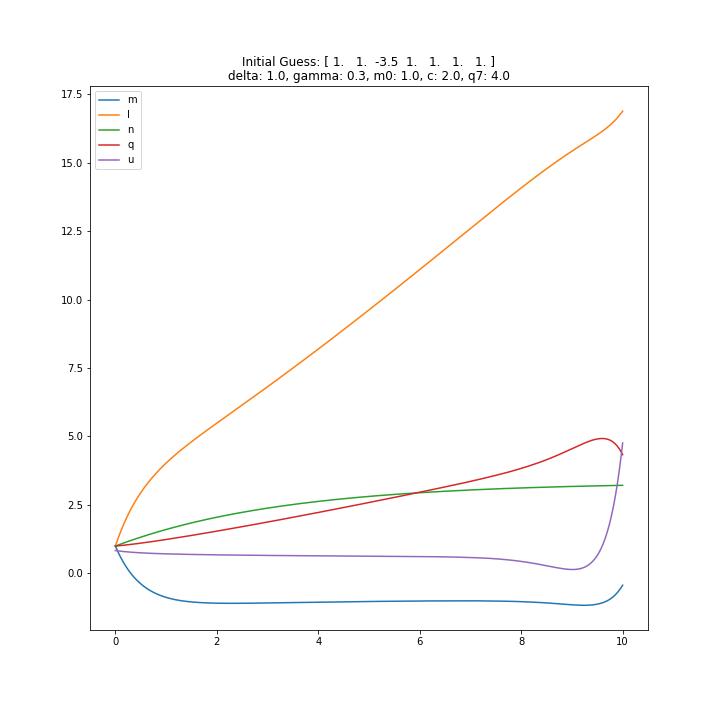 Initial Guess: [ 1. 1. -3.5 1. 1. 1. 1. ]
delta: 1.0, gamma: 0.3, m0: 1.0, c: 2.0, q7: 4.0
m
l
n
q
u
17.5
15.0
12.5
10.0
7.5
5.0
2.5
0.0
0 2 4 6 8 10